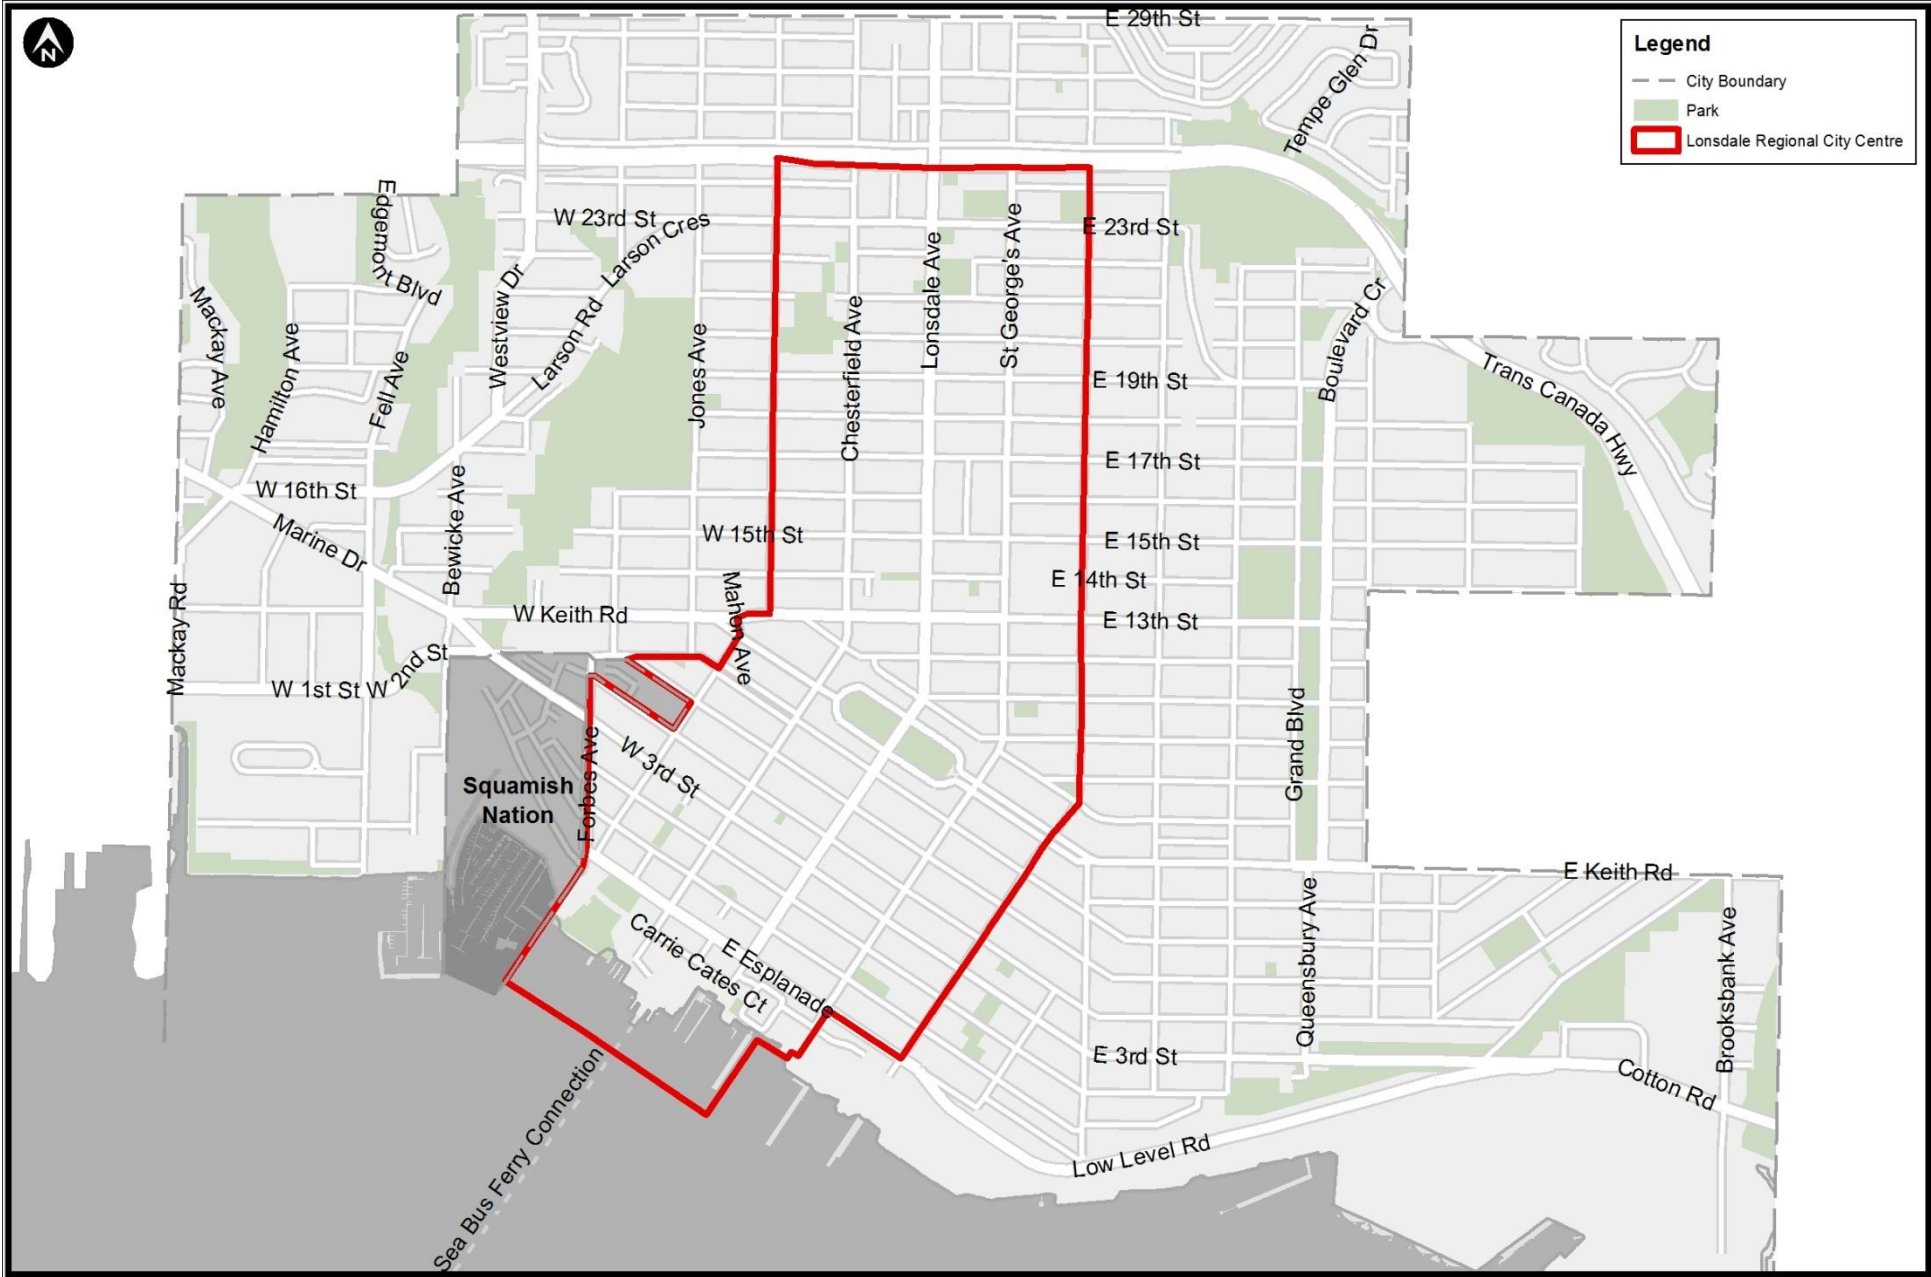 N
E 29th St
Legend
City Boundary
Park
Lonsdale Regional City Centre
Tempe Glen Dr
Edgemont Blvd
W 23rd St
Larson Cres
E 23rd St
Mackay Ave
Hamilton Ave
Fell Ave
Westview Dr
Larson Rd
Jones Ave
Chesterfield Ave
Lonsdale Ave
St George's Ave
Boulevard Cr
Trans Canada Hwy
E 19th St
E 17th St
W 16th St
Marine Dr
Bewicke Ave
W 15th St
E 15th St
E 14th St
Mackay Rd
W Keith Rd
Mahon Ave
E 13th St
W 1st St
W 2nd St
Grand Blvd
Squamish
Nation
Forbes Ave
W 3rd St
E Keith Rd
Carrie Cates Ct
E Esplanade
Queensbury Ave
Brooksbank Ave
E 3rd St
Cotton Rd
Low Level Rd
Sea Bus Ferry Connection